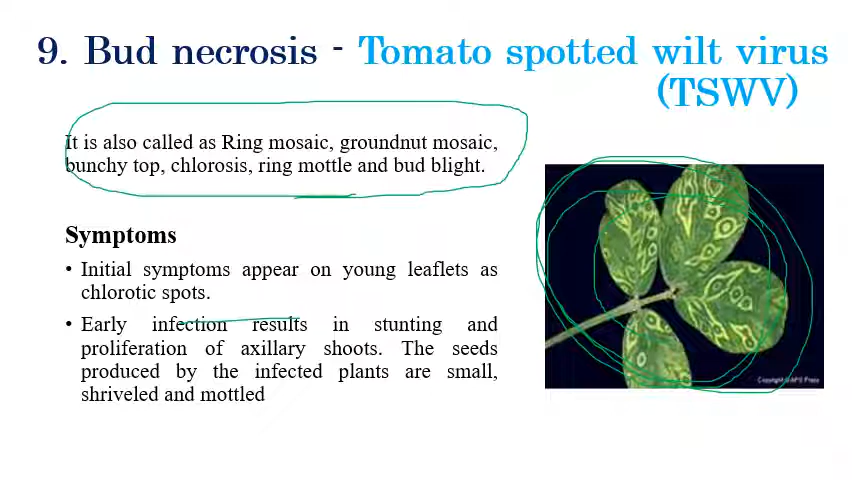 9. Bud necrosis - Tomato spotted wilt virus
(TSWV)
It is also called as Ring mosaic, groundnut mosaic,
bunchy top, chlorosis, ring mottle and bud blight.
Symptoms
• Initial symptoms appear on young leaflets as
chlorotic spots.
• Early infection results in stunting and
proliferation of axillary shoots. The seeds
produced by the infected plants are small,
shriveled and mottled
Copyright © APS Press